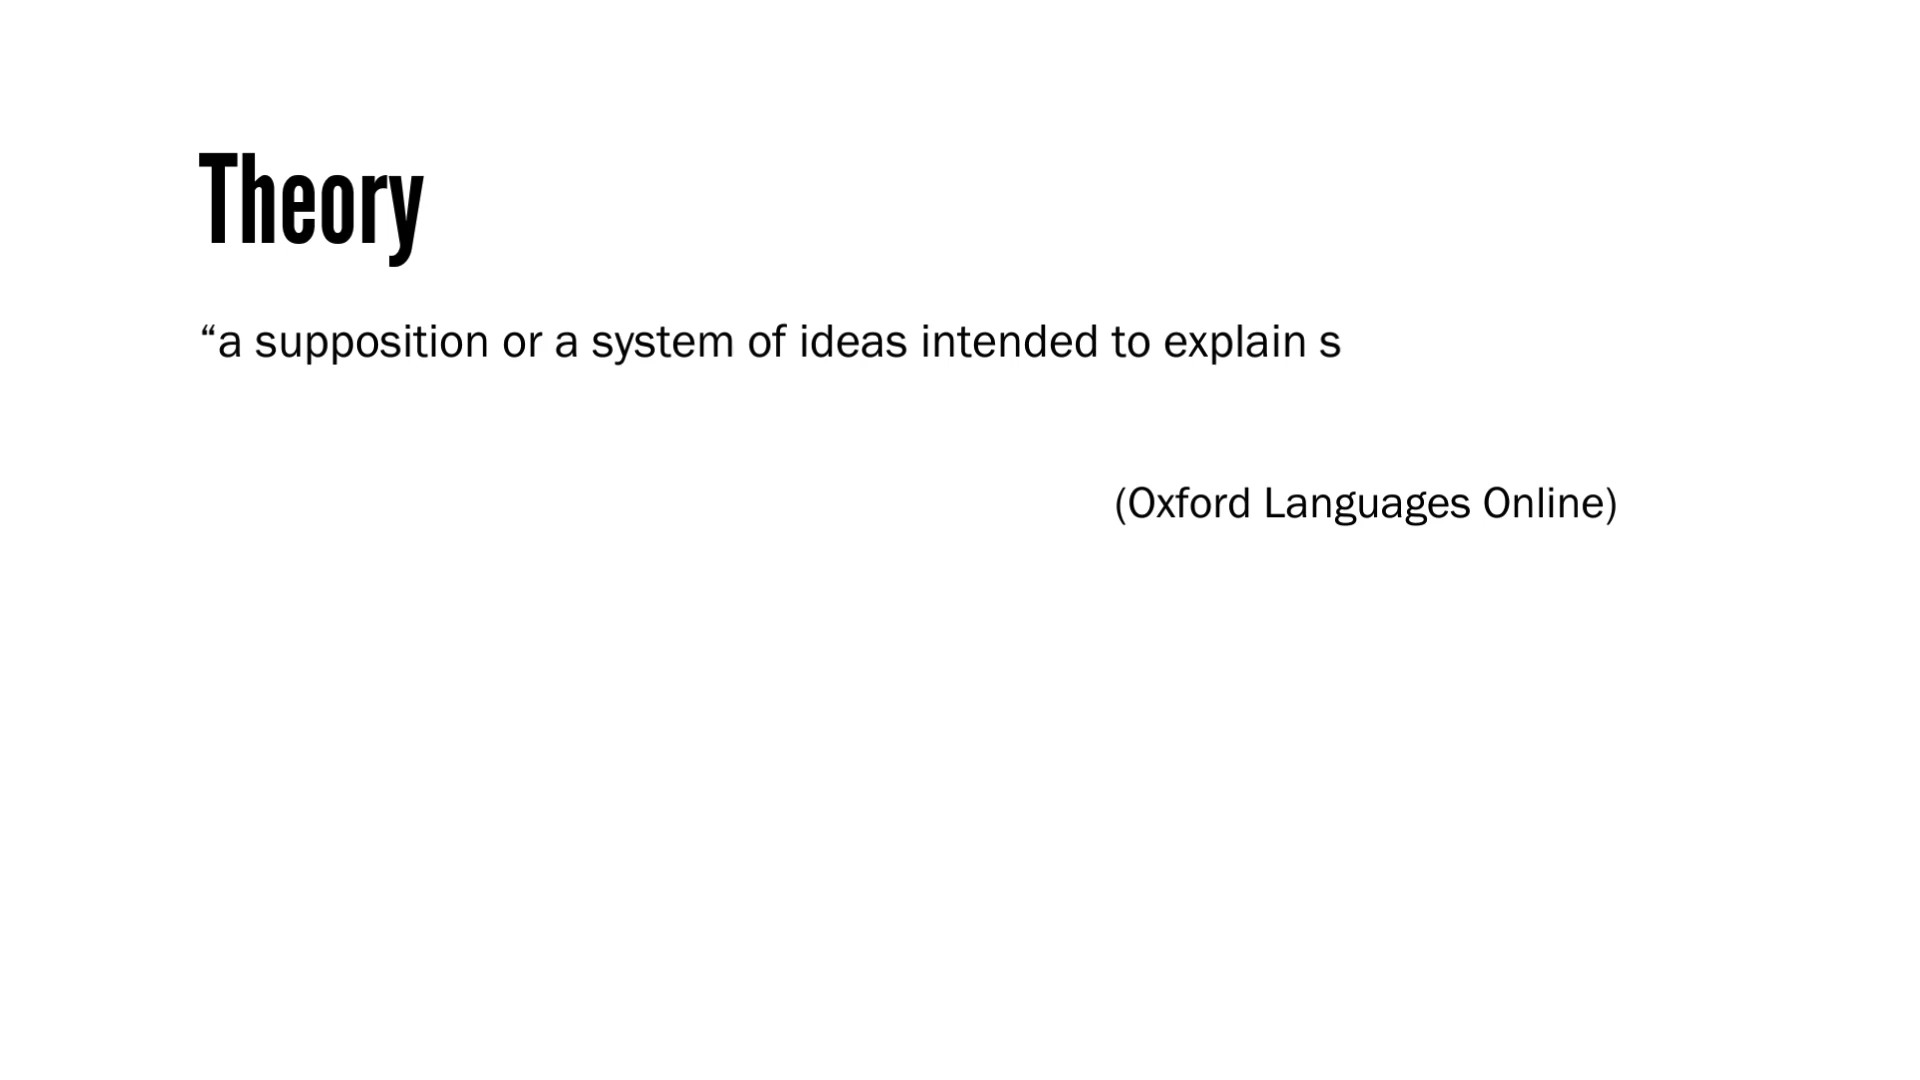 Theory
“a supposition or a system of ideas intended to explain s
(Oxford Languages Online)